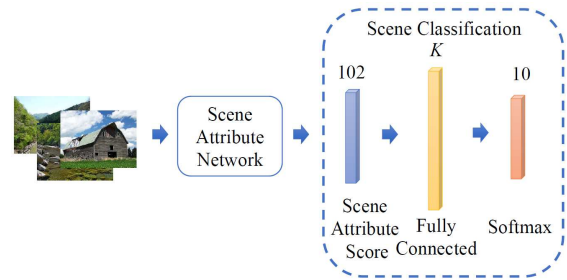 Scene Classification
K
102
10
Scene
Attribute
Network
Scene
Attribute
Score
Fully
Connected
Softmax